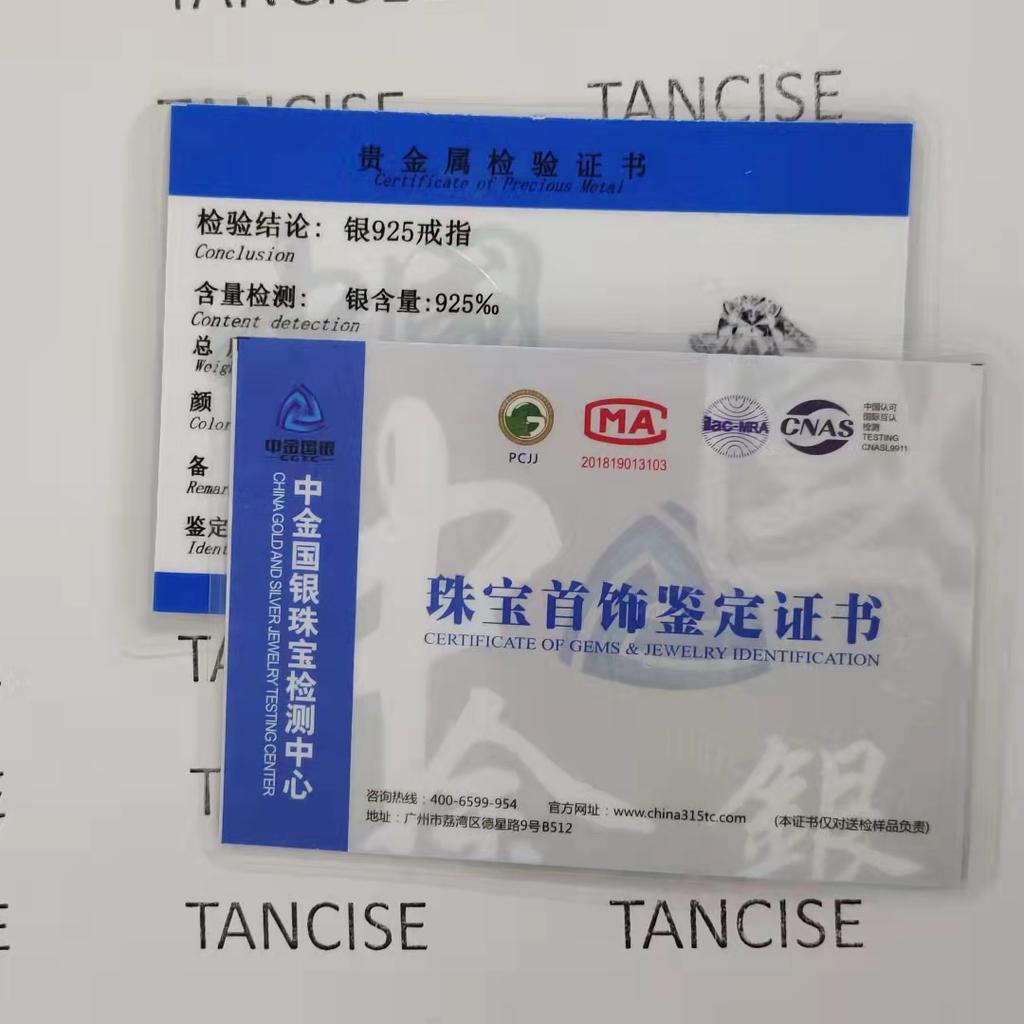 TANCISE
TANCISE
TANCISE
贵金属检验证书
Certificate of Precious Metal
检验结论: 银925戒指
Conclusion
含量检测: 银含量:925‰
Content detection
总
颜
备
鉴定
中金国银
CGTC
中金国银珠宝检测中心
CHINA GOLD AND SILVER JEWELRY TESTING CENTER
PCJJ
MA
201819013103
ilac-MRA
CNAS
中国认可
国际互认
检测
TESTING
CNASL9911
珠宝首饰鉴定证书
CERTIFICATE OF GEMS & JEWELRY IDENTIFICATION
咨询热线：400-6599-954 官方网址：www.china315tc.com (本证书仅对送检样品负责)
地址：广州市荔湾区德星路9号B512
TANCISE
TANCISE